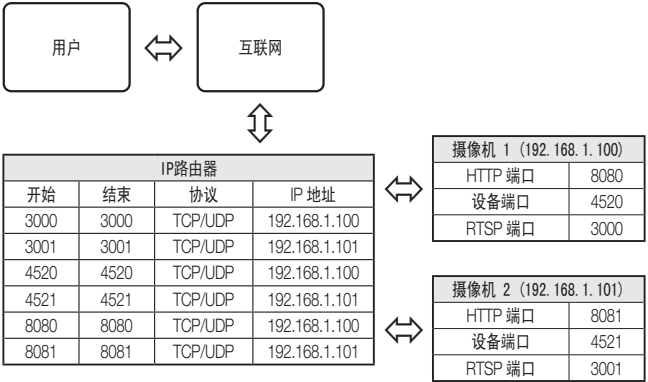 用户
互联网
IP路由器
开始 结束 协议 IP 地址
3000 3000 TCP/UDP 192.168.1.100
3001 3001 TCP/UDP 192.168.1.101
4520 4520 TCP/UDP 192.168.1.100
4521 4521 TCP/UDP 192.168.1.101
8080 8080 TCP/UDP 192.168.1.100
8081 8081 TCP/UDP 192.168.1.101
摄像机 1 (192.168.1.100)
HTTP 端口 8080
设备端口 4520
RTSP 端口 3000
摄像机 2 (192.168.1.101)
HTTP 端口 8081
设备端口 4521
RTSP 端口 3001